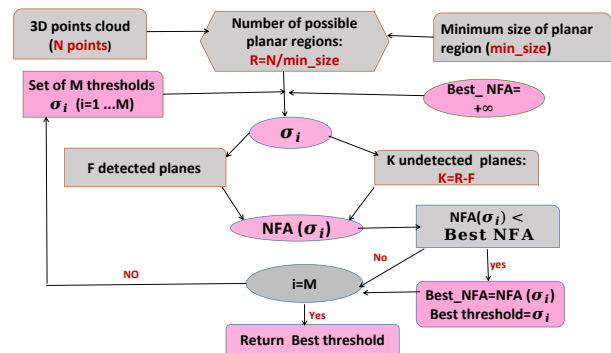 3D points cloud
(N points)
Number of possible
planar regions:
R=N/min_size
Minimum size of planar
region (min_size)
Set of M thresholds
σi (i=1 ...M)
Best_ NFA=
+∞
σi
F detected planes
K undetected planes:
K=R-F
NFA (σi)
NFA(σi) <
Best NFA
No
yes
NO
i=M
Best_NFA=NFA (σi)
Best threshold=σi
Yes
Return Best threshold